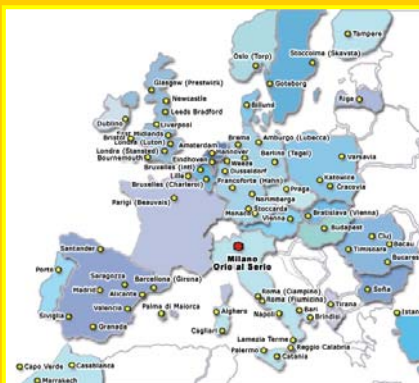 Tampere
Oslo (Torp)
Stoccolma (Skavsta)
Glasgow (Prestwick)
Goteborg
Newcastle
Billund
Riga
Leeds Bradford
Dublino
Liverpool
East Midlands
Bristol
Londra (Luton)
Amsterdam
Brema
Amburgo (Lubecca)
Hannover
Londra (Stansted)
Berlino (Tegel)
Varsavia
Bournemouth
Eindhoven
Weeze
Bruxelles (Intl)
Dusseldorf
Lille
Francoforte (Hahn)
Katowice
Bruxelles (Charleroi)
Praga
Cracovia
Norimberga
Parigi (Beauvais)
Stoccarda
Monaco
Bratislava (Vienna)
Vienna
Budapest
Cluj
Bacau
Santander
Milano
Orio al Serio
Timisoara
Bucarest
Porto
Saragozza
Barcellona (Girona)
Sofia
Madrid
Alicante
Roma (Ciampino)
Roma (Fiumicino)
Tirana
Valencia
Palma di Maiorca
Alghero
Napoli
Bari
Brindisi
Istan
Siviglia
Granada
Cagliari
Lamezia Terme
Reggio Calabria
Palermo
Catania
Capo Verde
Casablanca
Marrakech